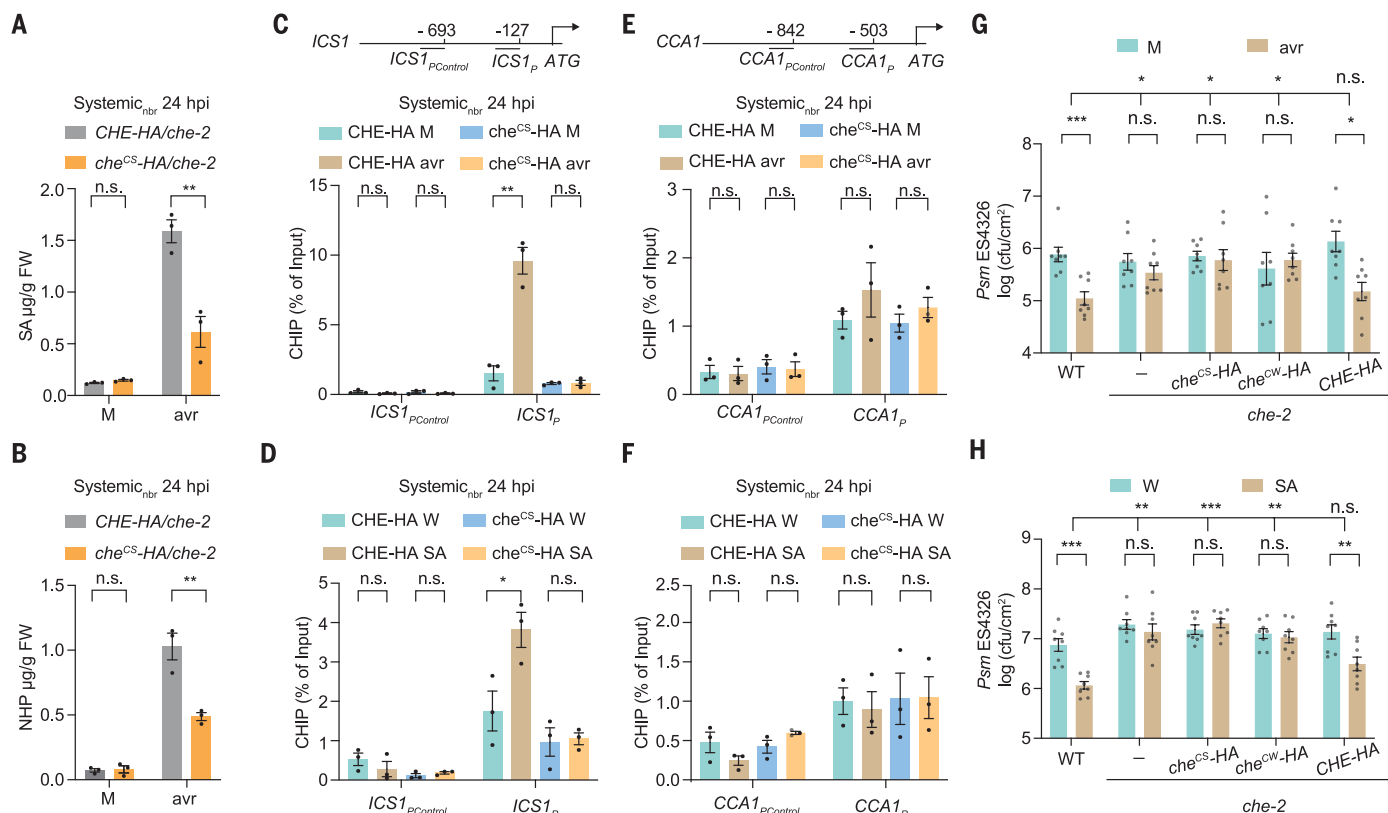 A
Systemicnbr 24 hpi
CHE-HA/che-2
cheCS-HA/che-2
SA µg/g FW
2.0
1.5
1.0
0.5
0.0
n.s.
**
M
avr
B
Systemicnbr 24 hpi
CHE-HA/che-2
cheCS-HA/che-2
NHP µg/g FW
1.5
1.0
0.5
0.0
n.s.
**
M
avr
C
ICS1
- 693
-127
ICS1PControl
ICS1P
ATG
Systemicnbr 24 hpi
CHE-HA M
cheCS-HA M
CHE-HA avr
cheCS-HA avr
CHIP (% of Input)
15
10
5
0
n.s.
n.s.
**
n.s.
ICS1PControl
ICS1P
D
Systemicnbr 24 hpi
CHE-HA W
cheCS-HA W
CHE-HA SA
cheCS-HA SA
CHIP (% of Input)
5
4
3
2
1
0
n.s.
n.s.
*
n.s.
ICS1PControl
ICS1P
E
CCA1
- 842
- 503
CCA1PControl
CCA1P
ATG
Systemicnbr 24 hpi
CHE-HA M
cheCS-HA M
CHE-HA avr
cheCS-HA avr
CHIP (% of Input)
3
2
1
0
n.s.
n.s.
n.s.
n.s.
CCA1PControl
CCA1P
F
Systemicnbr 24 hpi
CHE-HA W
cheCS-HA W
CHE-HA SA
cheCS-HA SA
CHIP (% of Input)
2.0
1.5
1.0
0.5
0.0
n.s.
n.s.
n.s.
n.s.
CCA1PControl
CCA1P
G
M
avr
* * * n.s.
*** n.s. n.s. n.s. *
Psm ES4326
log (cfu/cm²)
8
7
6
5
4
WT
–
cheCS-HA
cheCW-HA
CHE-HA
che-2
H
W
SA
** *** ** n.s.
*** n.s. n.s. n.s. **
Psm ES4326
log (cfu/cm²)
9
8
7
6
5
WT
–
cheCS-HA
cheCW-HA
CHE-HA
che-2